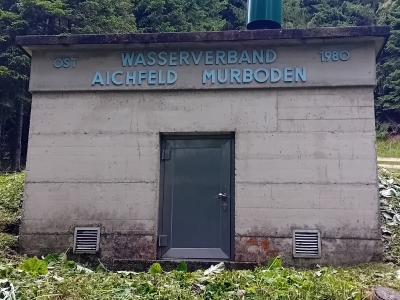 OST WASSERVERBAND 1980
AICHFELD MURBODEN